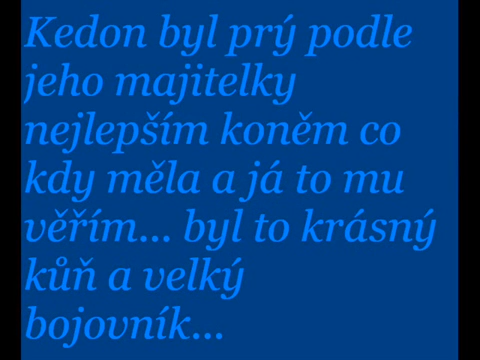 Kedon byl prý podle
jeho majitelky
nejlepším koněm co
kdy měla a já to mu
věřím... byl to krásný
kůň a velký
bojovník...